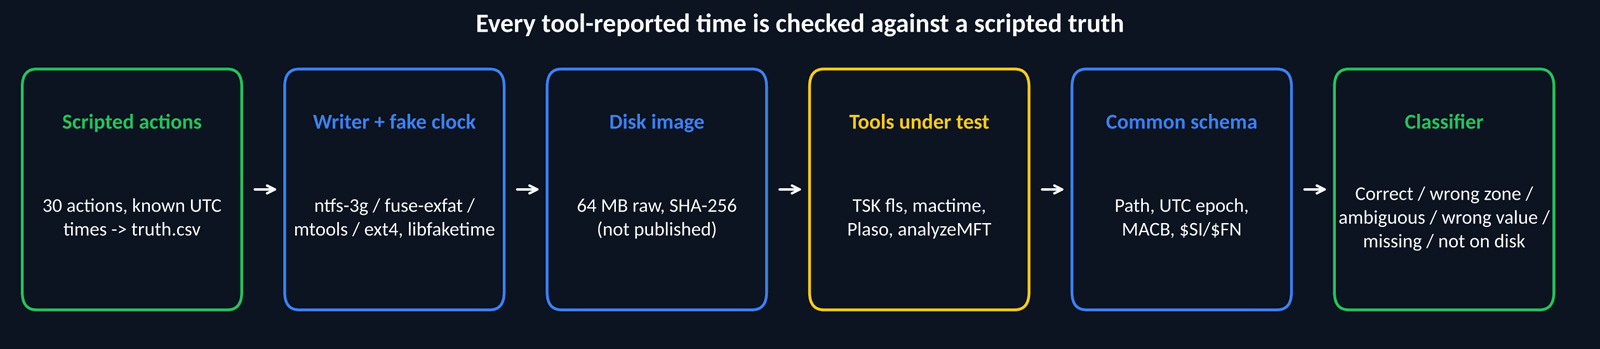 Every tool-reported time is checked against a scripted truth
Scripted actions
30 actions, known UTC
times -> truth.csv
Writer + fake clock
ntfs-3g / fuse-exfat /
mtools / ext4, libfaketime
Disk image
64 MB raw, SHA-256
(not published)
Tools under test
TSK fls, mactime,
Plaso, analyzeMFT
Common schema
Path, UTC epoch,
MACB, $SI/$FN
Classifier
Correct / wrong zone /
ambiguous / wrong value /
missing / not on disk